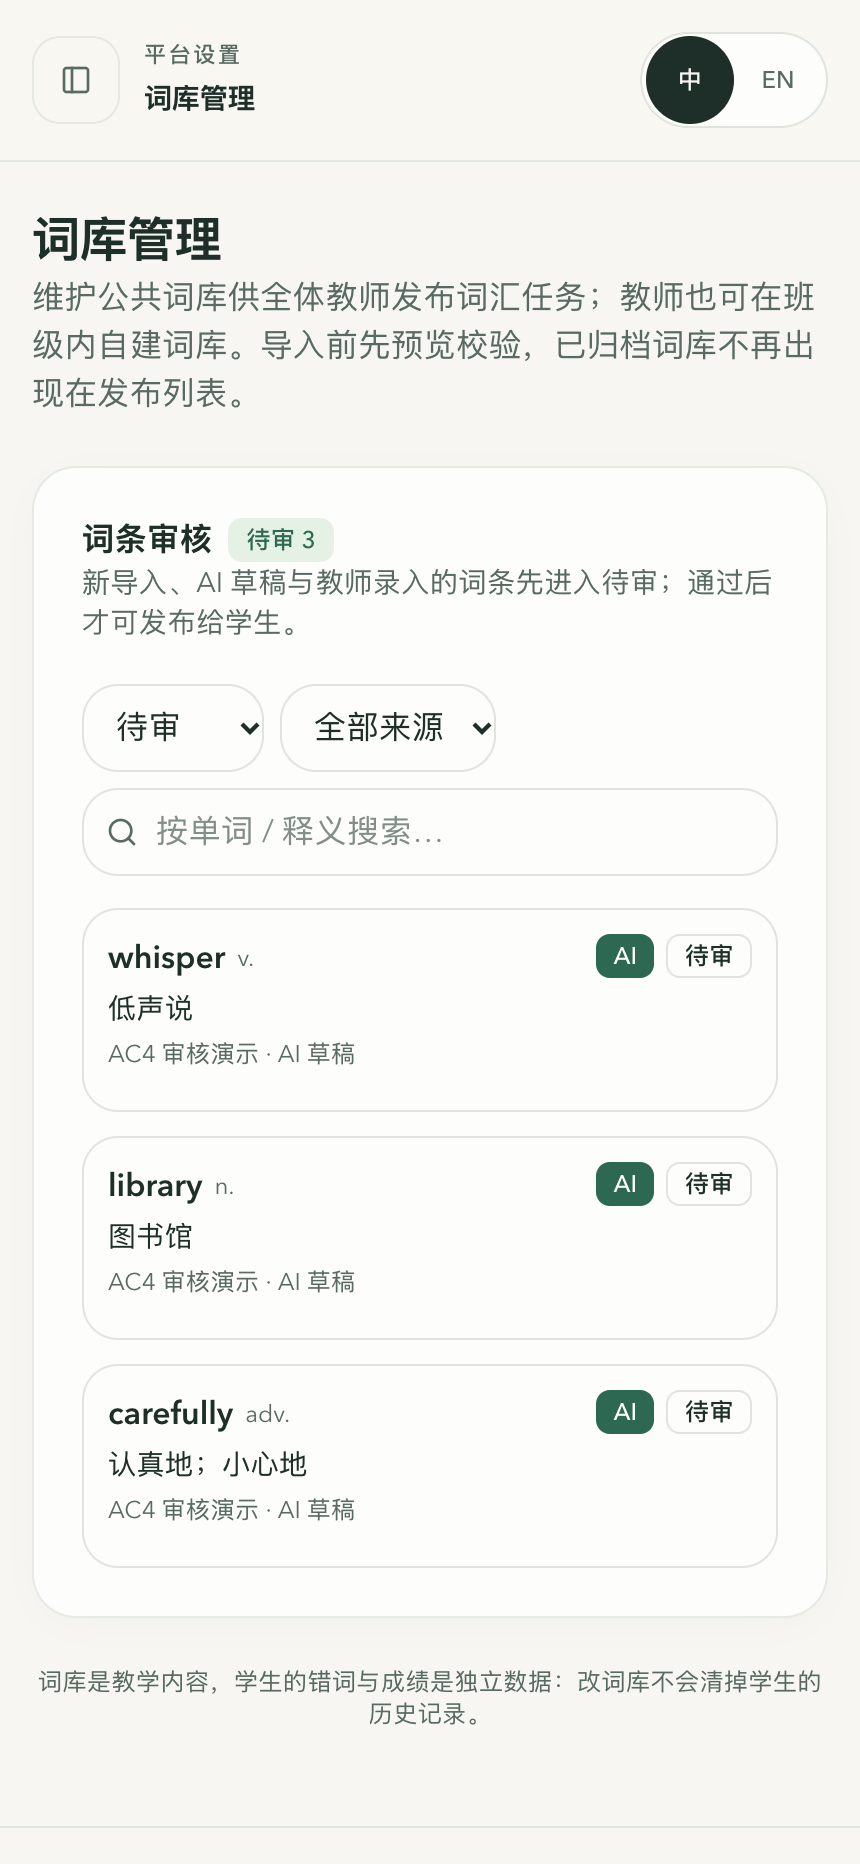 平台设置
词库管理
中
EN
词库管理
维护公共词库供全体教师发布词汇任务；教师也可在班
级内自建词库。导入前先预览校验，已归档词库不再出
现在发布列表。
词条审核 待审 3
新导入、AI 草稿与教师录入的词条先进入待审；通过后
才可发布给学生。
待审
全部来源
按单词 / 释义搜索…
whisper v. AI 待审
低声说
AC4 审核演示 · AI 草稿
library n. AI 待审
图书馆
AC4 审核演示 · AI 草稿
carefully adv. AI 待审
认真地；小心地
AC4 审核演示 · AI 草稿
词库是教学内容，学生的错词与成绩是独立数据：改词库不会清掉学生的
历史记录。